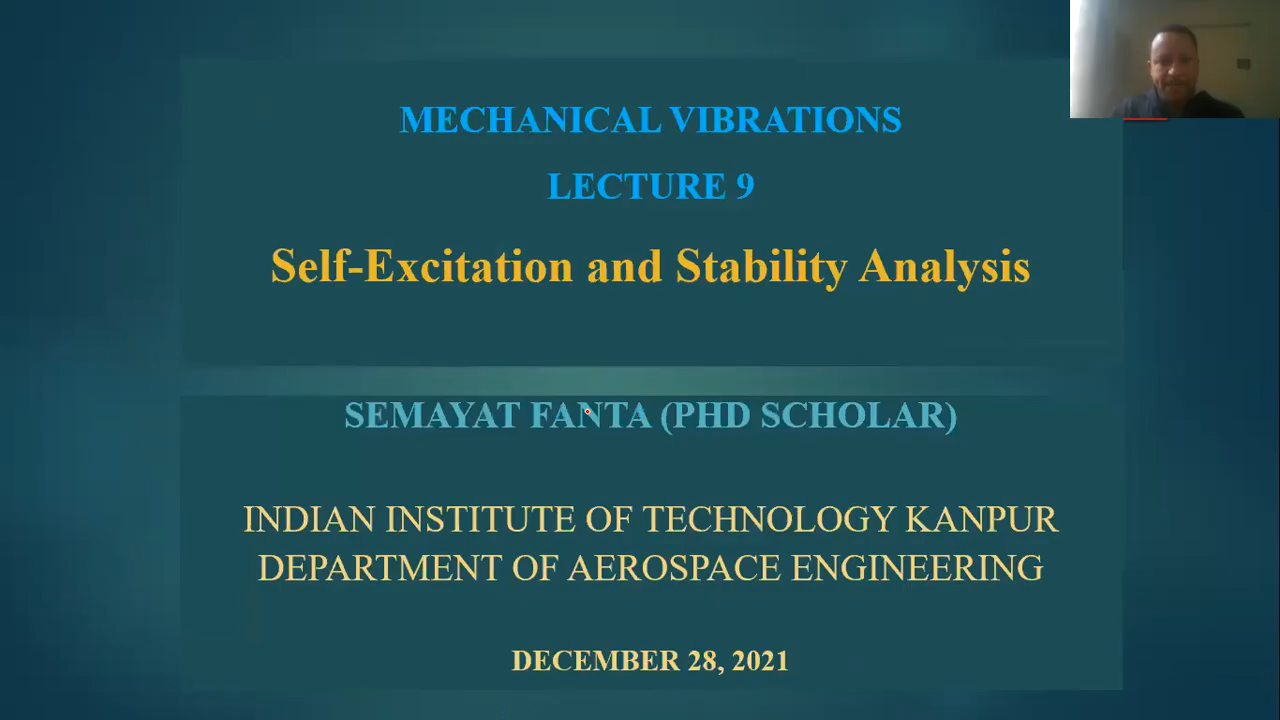 MECHANICAL VIBRATIONS
LECTURE 9
Self-Excitation and Stability Analysis
SEMAYAT FANTA (PHD SCHOLAR)
INDIAN INSTITUTE OF TECHNOLOGY KANPUR
DEPARTMENT OF AEROSPACE ENGINEERING
DECEMBER 28, 2021